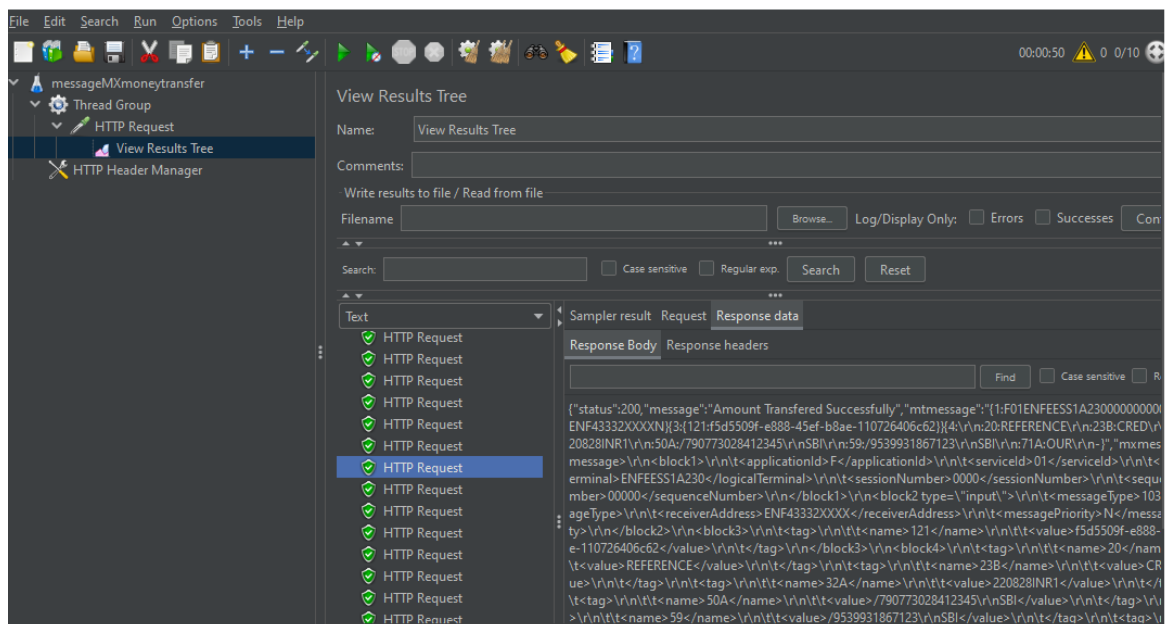 File Edit Search Run Options Tools Help
00:00:50 0 0/10
messageMXmoneytransfer
Thread Group
HTTP Request
View Results Tree
HTTP Header Manager
View Results Tree
Name: View Results Tree
Comments:
Write results to file / Read from file
Filename Browse... Log/Display Only: Errors Successes Con
Search: Case sensitive Regular exp. Search Reset
Text
HTTP Request
HTTP Request
HTTP Request
HTTP Request
HTTP Request
HTTP Request
HTTP Request
HTTP Request
HTTP Request
HTTP Request
HTTP Request
HTTP Request
HTTP Request
HTTP Request
Sampler result Request Response data
Response Body Response headers
Find Case sensitive R
{"status":200,"message":"Amount Transfered Successfully","mtmessage":"{1:F01ENFEESS1A23000000000
ENF43332XXXXN}{3:{121:f5d5509f-e888-45ef-b8ae-110726406c62}}{4:\r\n:20:REFERENCE\r\n:23B:CRED\r\
20828INR1\r\n:50A:/790773028412345\r\nSBI\r\n:59:/9539931867123\r\nSBI\r\n:71A:OUR\r\n-}","mxmes
message>\r\n<block1>\r\n\t<applicationId>F</applicationId>\r\n\t<serviceId>01</serviceId>\r\n\t<
erminal>ENFEESS1A230</logicalTerminal>\r\n\t<sessionNumber>0000</sessionNumber>\r\n\t<sequ
mber>00000</sequenceNumber>\r\n</block1>\r\n<block2 type=\"input\">\r\n\t<messageType>103
ageType>\r\n\t<receiverAddress>ENF43332XXXX</receiverAddress>\r\n\t<messagePriority>N</messa
ty>\r\n</block2>\r\n<block3>\r\n\t<tag>\r\n\t\t<name>121</name>\r\n\t\t<value>f5d5509f-e888-
e-110726406c62</value>\r\n\t</tag>\r\n</block3>\r\n<block4>\r\n\t<tag>\r\n\t\t<name>20</nam
\t<value>REFERENCE</value>\r\n\t</tag>\r\n\t<tag>\r\n\t\t<name>23B</name>\r\n\t\t<value>CR
ue>\r\n\t</tag>\r\n\t<tag>\r\n\t\t<name>32A</name>\r\n\t\t<value>220828INR1</value>\r\n\t</t
\t<tag>\r\n\t\t<name>50A</name>\r\n\t\t<value>/790773028412345\r\nSBI</value>\r\n\t</tag>\r\
>\r\n\t\t<name>59</name>\r\n\t\t<value>/9539931867123\r\nSBI</value>\r\n\t</tag>\r\n\t<tag>\